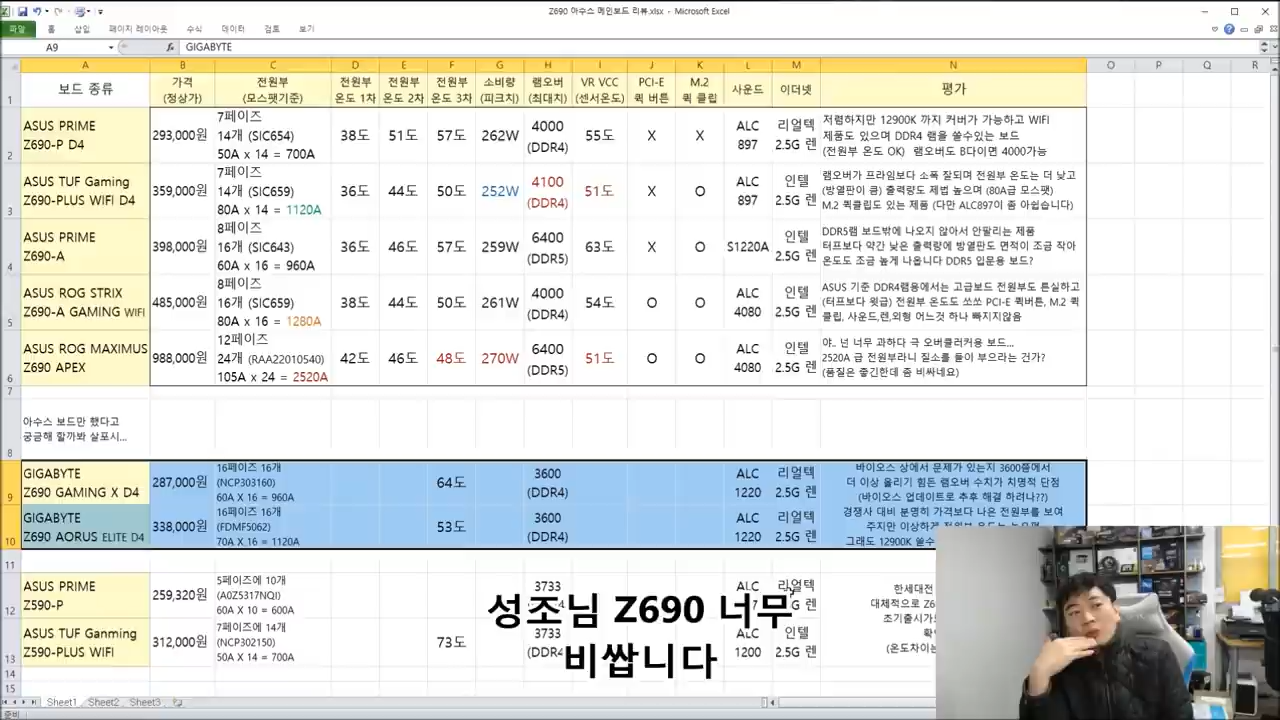 Z690 아수스 메인보드 리뷰.xlsx - Microsoft Excel
파일 홈 삽입 페이지 레이아웃 수식 데이터 검토 보기
A9 fx GIGABYTE
A B C D E F G H I J K L M N O P Q R
1 보드 종류 가격 (정상가) 전원부 (모스팻기준) 전원부 온도 1차 전원부 온도 2차 전원부 온도 3차 소비량 (피크치) 램오버 (최대치) VR VCC (센서온도) PCI-E 퀵 버튼 M.2 퀵 클립 사운드 이더넷 평가
2 ASUS PRIME Z690-P D4 293,000원 7페이즈 14개 (SIC654) 50A x 14 = 700A 38도 51도 57도 262W 4000 (DDR4) 55도 X X ALC 897 리얼텍 2.5G 렌 저렴하지만 12900K 까지 커버가 가능하고 WIFI 제품도 있으며 DDR4 램을 쓸수있는 보드 (전원부 온도 OK) 램오버도 B다이면 4000가능
3 ASUS TUF Gaming Z690-PLUS WIFI D4 359,000원 7페이즈 14개 (SIC659) 80A x 14 = 1120A 36도 44도 50도 252W 4100 (DDR4) 51도 X O ALC 897 인텔 2.5G 렌 램오버가 프라임보다 소폭 잘되며 전원부 온도는 더 낮고 (방열판이 큼) 출력량도 제법 높으며 (80A급 모스팻) M.2 퀵클립도 있는 제품 (다만 ALC897이 좀 아쉽습니다)
4 ASUS PRIME Z690-A 398,000원 8페이즈 16개 (SIC643) 60A x 16 = 960A 36도 46도 57도 259W 6400 (DDR5) 63도 X O S1220A 인텔 2.5G 렌 DDR5램 보드밖에 나오지 않아서 안팔리는 제품 터프보다 약간 낮은 출력량에 방열판도 면적이 조금 작아 온도도 조금 높게 나옵니다 DDR5 입문용 보드?
5 ASUS ROG STRIX Z690-A GAMING WIFI 485,000원 8페이즈 16개 (SIC659) 80A x 16 = 1280A 38도 44도 50도 261W 4000 (DDR4) 54도 O O ALC 4080 인텔 2.5G 렌 ASUS 기준 DDR4램용에서는 고급보드 전원부도 튼실하고 (터프보다 윗급) 전원부 온도도 쏘쏘 PCI-E 퀵버튼, M.2 퀵 클립, 사운드,렌,외형 어느것 하나 빠지지않음
6 ASUS ROG MAXIMUS Z690 APEX 988,000원 12페이즈 24개 (RAA22010540) 105A x 24 = 2520A 42도 46도 48도 270W 6400 (DDR5) 51도 O O ALC 4080 인텔 2.5G 렌 야.. 넌 너무 과하다 극 오버클러커용 보드... 2520A 급 전원부라니 질소를 들이 부으라는 건가? (품질은 좋긴한데 좀 비싸네요)
7
8 아수스 보드만 했다고 궁금해 할까봐 살포시...
9 GIGABYTE Z690 GAMING X D4 287,000원 16페이즈 16개 (NCP303160) 60A X 16 = 960A 64도 3600 (DDR4) ALC 1220 리얼텍 2.5G 렌 바이오스 상에서 문제가 있는지 3600쯤에서 더 이상 올리기 힘든 램오버 수치가 치명적 단점 (바이오스 업데이트로 추후 해결 하려나??)
10 GIGABYTE Z690 AORUS ELITE D4 338,000원 16페이즈 16개 (FDMF5062) 70A X 16 = 1120A 53도 3600 (DDR4) ALC 1220 리얼텍 2.5G 렌 경쟁사 대비 분명히 가격보다 나은 전원부를 보여 주지만 이상하게 그래도 12900K
11
12 ASUS PRIME Z590-P 259,320원 5페이즈에 10개 (A0Z5317NQI) 60A X 10 = 600A 3733 ALC 리얼텍 렌 한세대전 대체적으로 초기출시가
13 ASUS TUF Ganming Z590-PLUS WIFI 312,000원 7페이즈에 14개 (NCP302150) 50A X 14 = 700A 73도 3733 ALC 1200 인텔 2.5G 렌 (온도차이는
14
15
성조님 Z690 너무
비쌉니다
Sheet1 Sheet2 Sheet3
준비